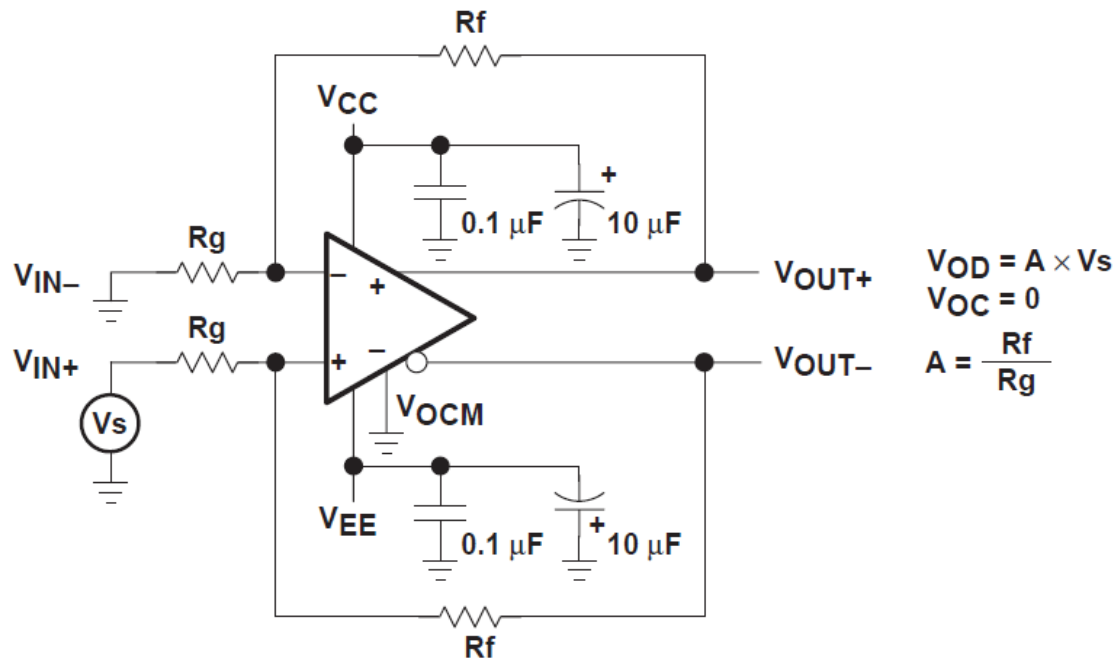 Rf
VCC
+
0.1 μF
10 μF
Rg
VIN–
–
+
VOUT+
VOD = A × Vs
VOC = 0
Rg
VIN+
+
–
VOUT–
A = Rf
Rg
Vs
VOCM
VEE
0.1 μF
+
10 μF
Rf